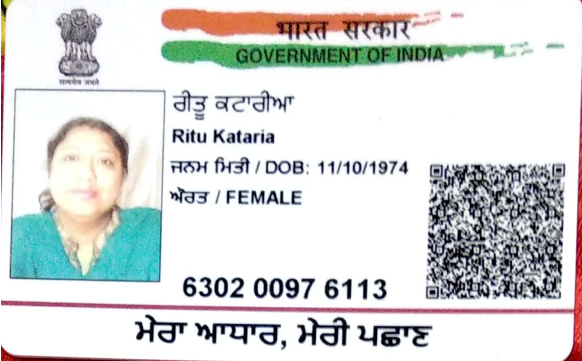 सत्यमेव जयते
भारत सरकार
GOVERNMENT OF INDIA
ਰੀਤੂ ਕਟਾਰੀਆ
Ritu Kataria
ਜਨਮ ਮਿਤੀ / DOB: 11/10/1974
ਔਰਤ / FEMALE
6302 0097 6113
ਮੇਰਾ ਆਧਾਰ, ਮੇਰੀ ਪਛਾਣ